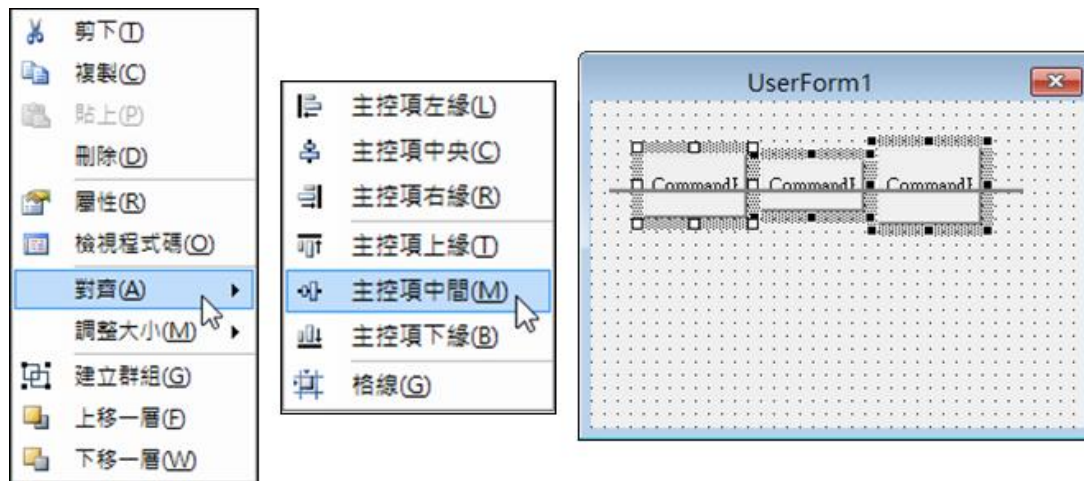 剪下(T)
複製(C)
貼上(P)
刪除(D)
屬性(R)
檢視程式碼(O)
對齊(A)
調整大小(M)
建立群組(G)
上移一層(F)
下移一層(W)
主控項左緣(L)
主控項中央(C)
主控項右緣(R)
主控項上緣(T)
主控項中間(M)
主控項下緣(B)
格線(G)
UserForm1
CommandI CommandI CommandI